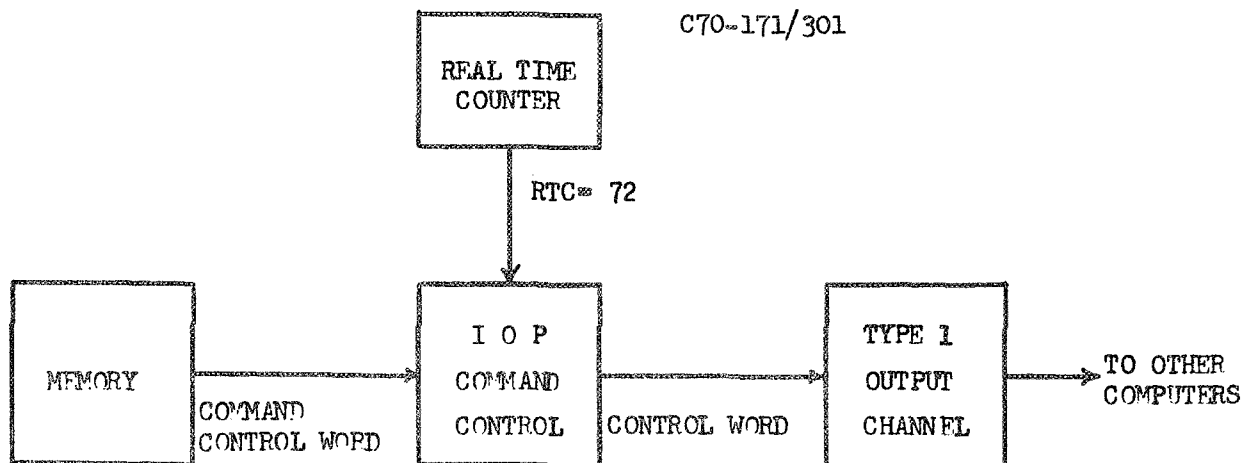 C70-171/301
REAL TIME
COUNTER
RTC= 72
MEMORY
COMMAND
CONTROL WORD
I O P
COMMAND
CONTROL
CONTROL WORD
TYPE 1
OUTPUT
CHANNEL
TO OTHER
COMPUTERS